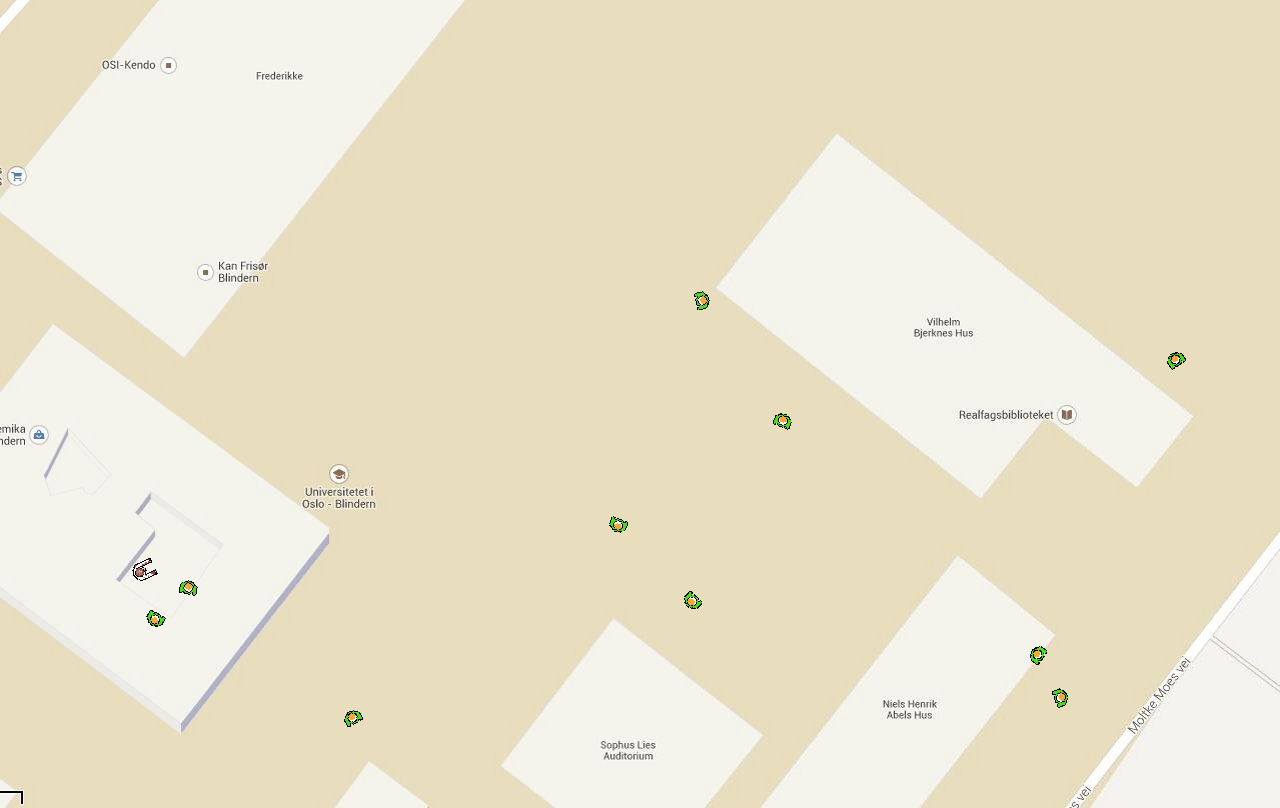 OSI-Kendo
Frederikke
Kan Frisør
Blindern
Vilhelm
Bjerknes Hus
Realfagsbiblioteket
Universitetet i
Oslo - Blindern
Niels Henrik
Abels Hus
Sophus Lies
Auditorium
Moltke Moes vei